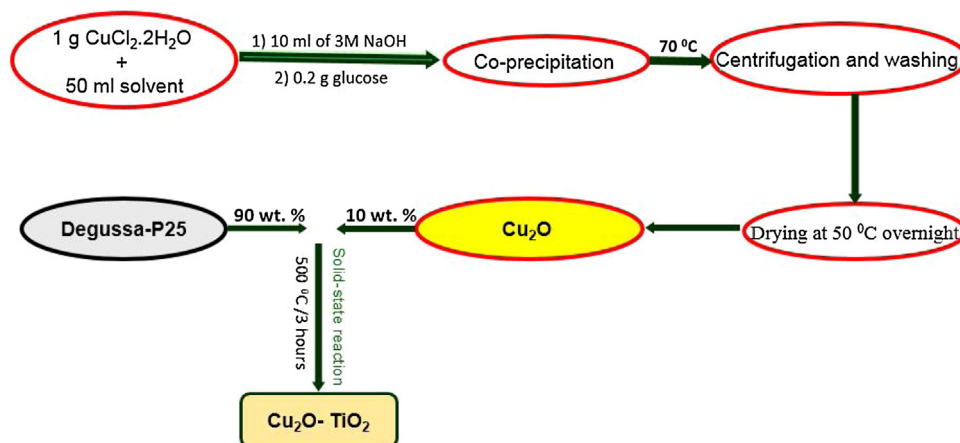 1 g CuCl₂.2H₂O
+
50 ml solvent
1) 10 ml of 3M NaOH
2) 0.2 g glucose
Co-precipitation
70 ⁰C
Centrifugation and washing
Drying at 50 ⁰C overnight
Cu₂O
10 wt. %
90 wt. %
Degussa-P25
Solid-state reaction
500 ⁰C/3 hours
Cu₂O- TiO₂